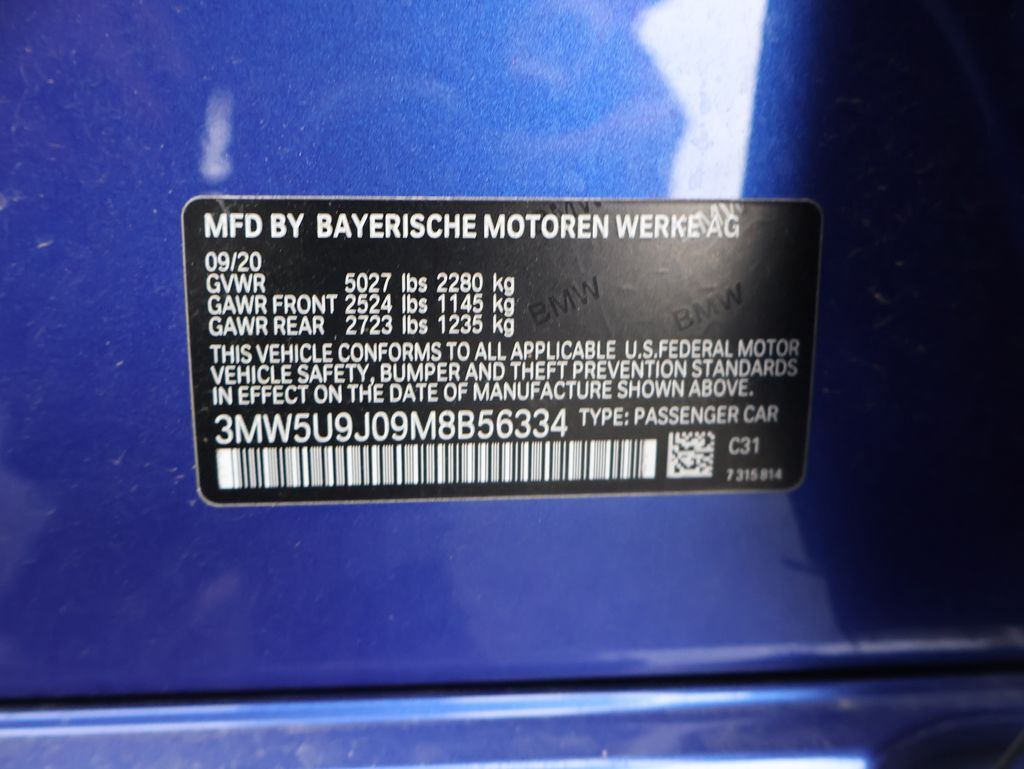 MFD BY BAYERISCHE MOTOREN WERKE AG
09/20
GVWR 5027 lbs 2280 kg
GAWR FRONT 2524 lbs 1145 kg
GAWR REAR 2723 lbs 1235 kg
BMW
BMW
THIS VEHICLE CONFORMS TO ALL APPLICABLE U.S.FEDERAL MOTOR
VEHICLE SAFETY, BUMPER AND THEFT PREVENTION STANDARDS
IN EFFECT ON THE DATE OF MANUFACTURE SHOWN ABOVE.
3MW5U9J09M8B56334 TYPE: PASSENGER CAR
C31
7 315 814